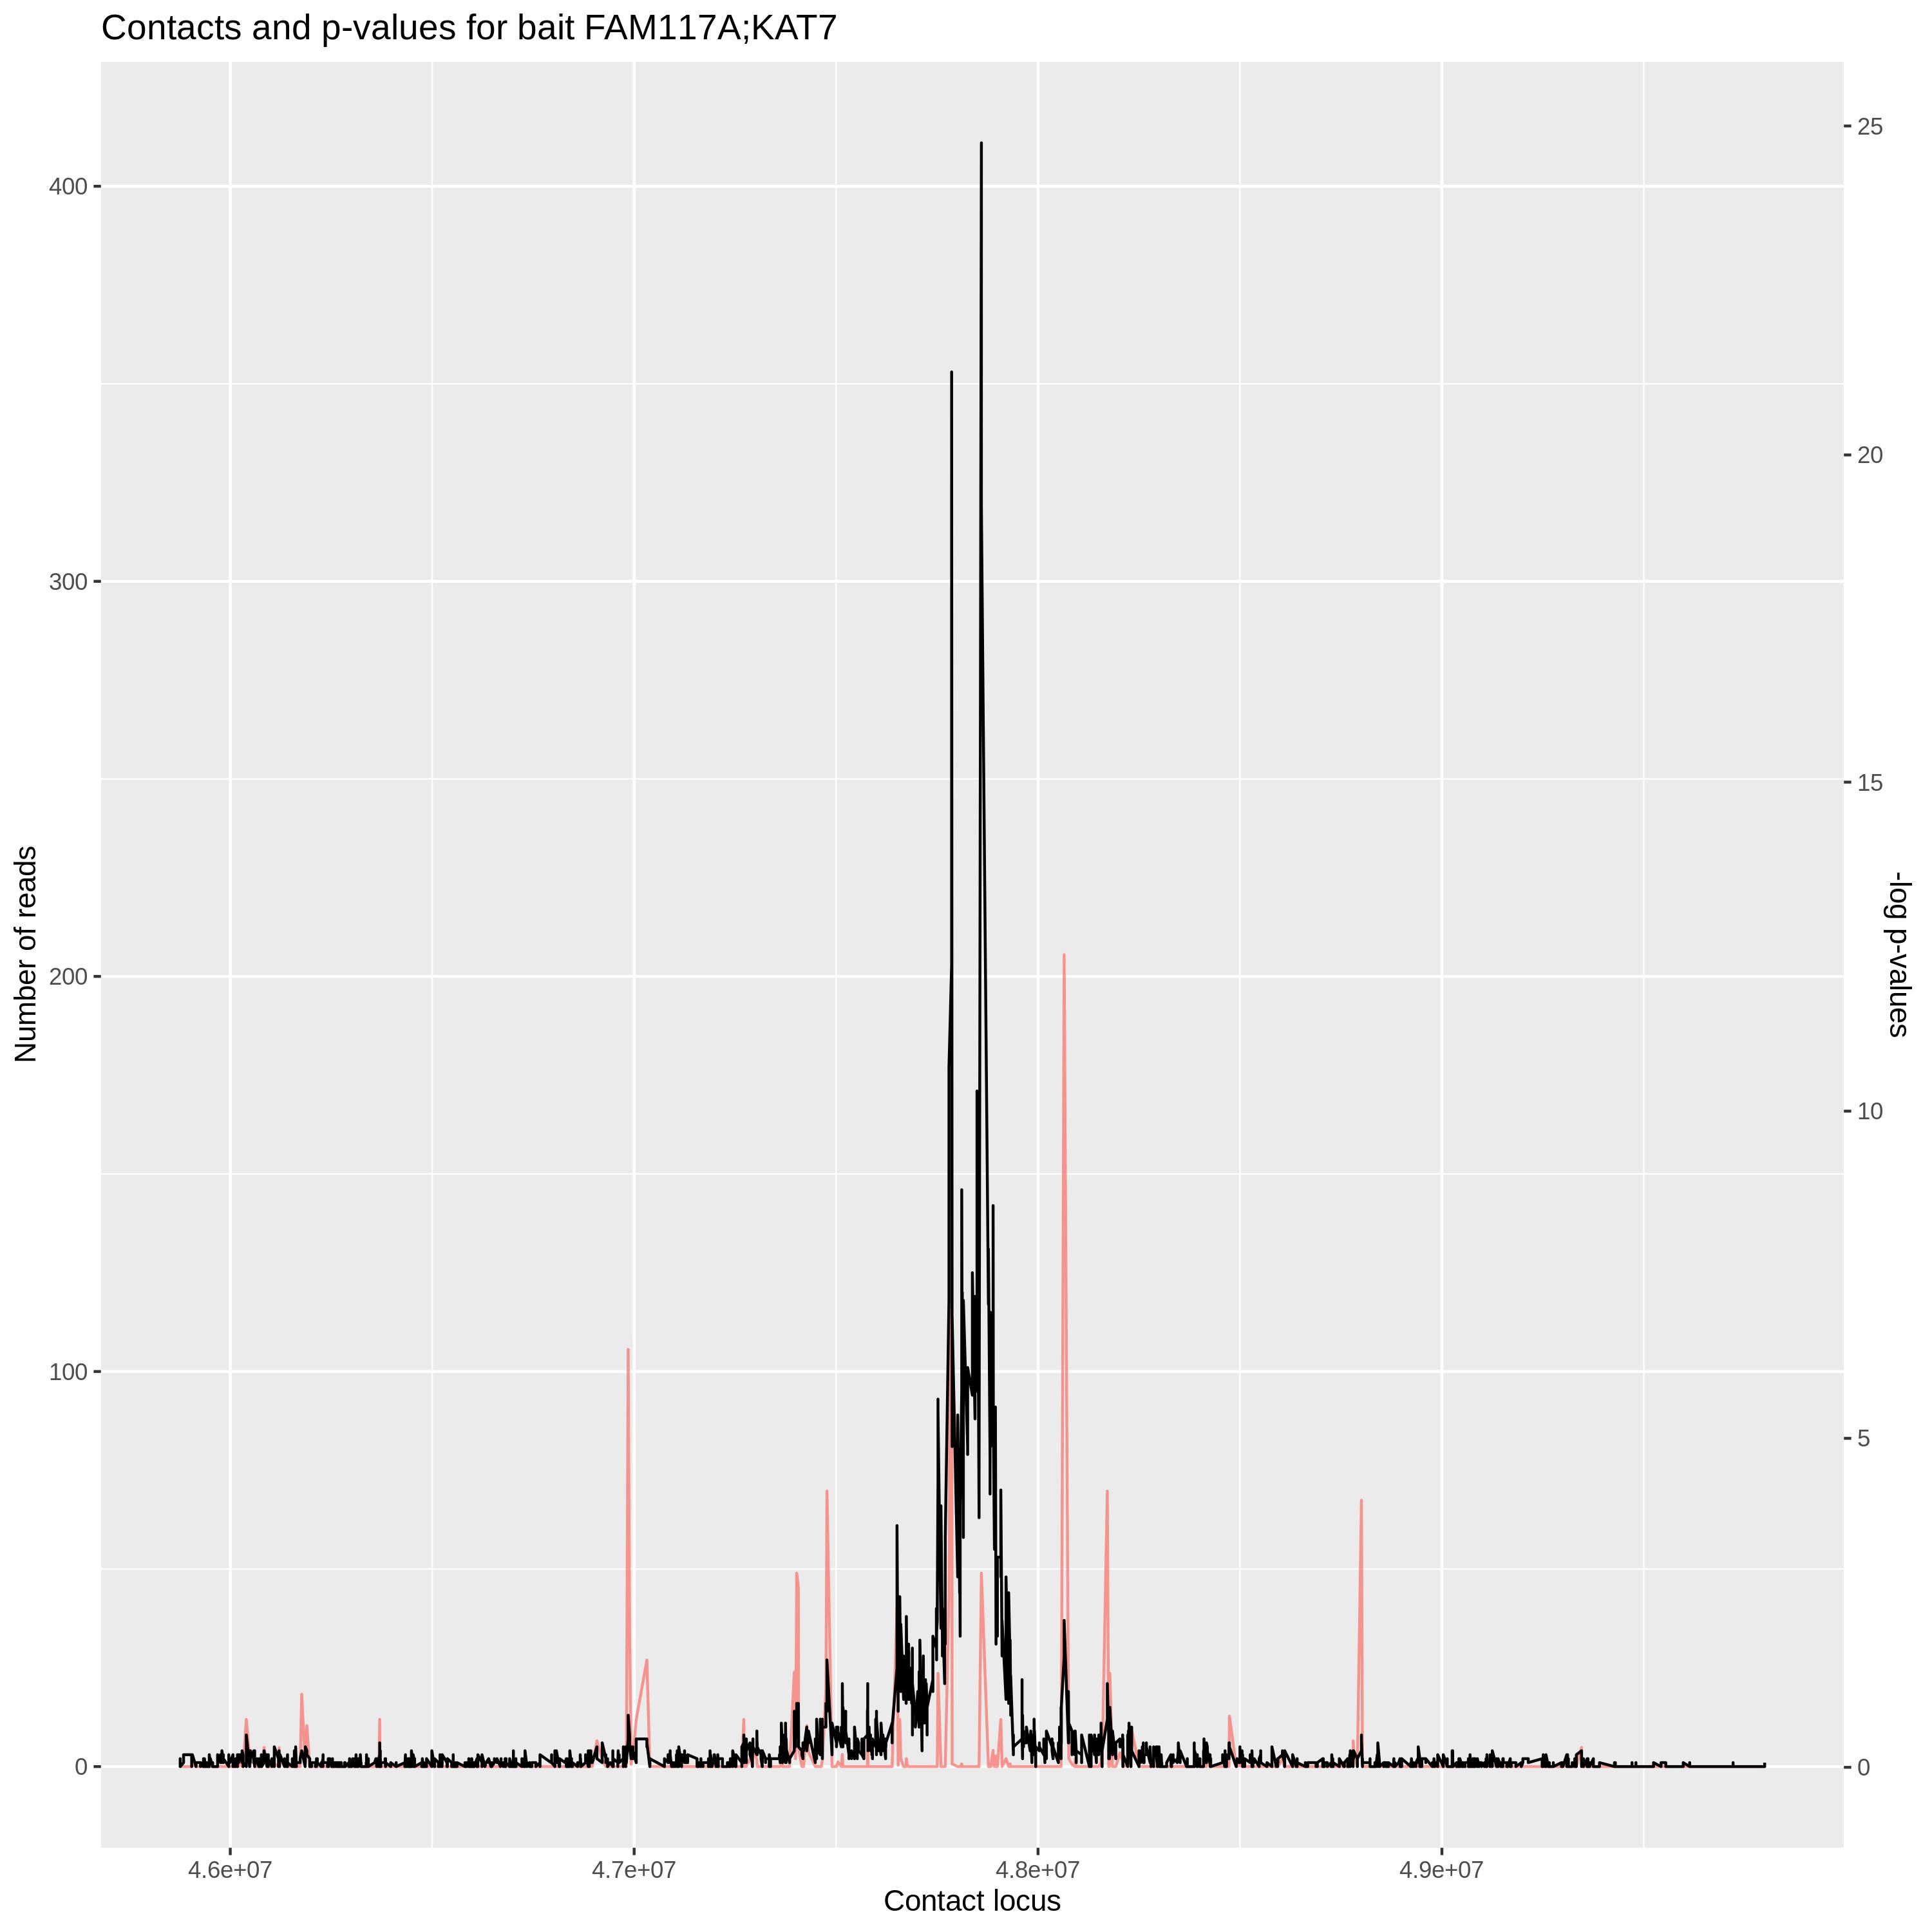 Contacts and p-values for bait FAM117A;KAT7
Number of reads
400
300
200
100
0
25
20
15
10
5
0
-log p-values
4.6e+07
4.7e+07
4.8e+07
4.9e+07
Contact locus